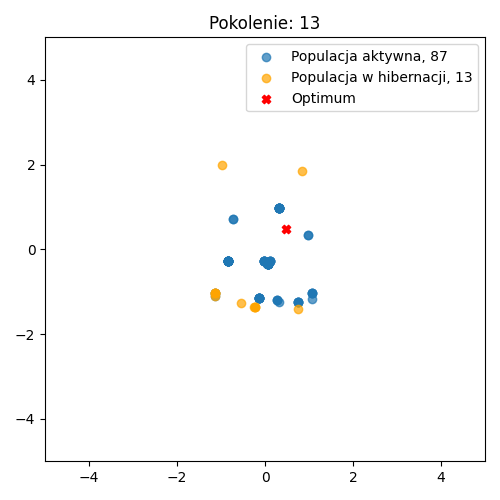 Pokolenie: 13
Populacja aktywna, 87
Populacja w hibernacji, 13
Optimum
4
2
0
−2
−4
−4
−2
0
2
4